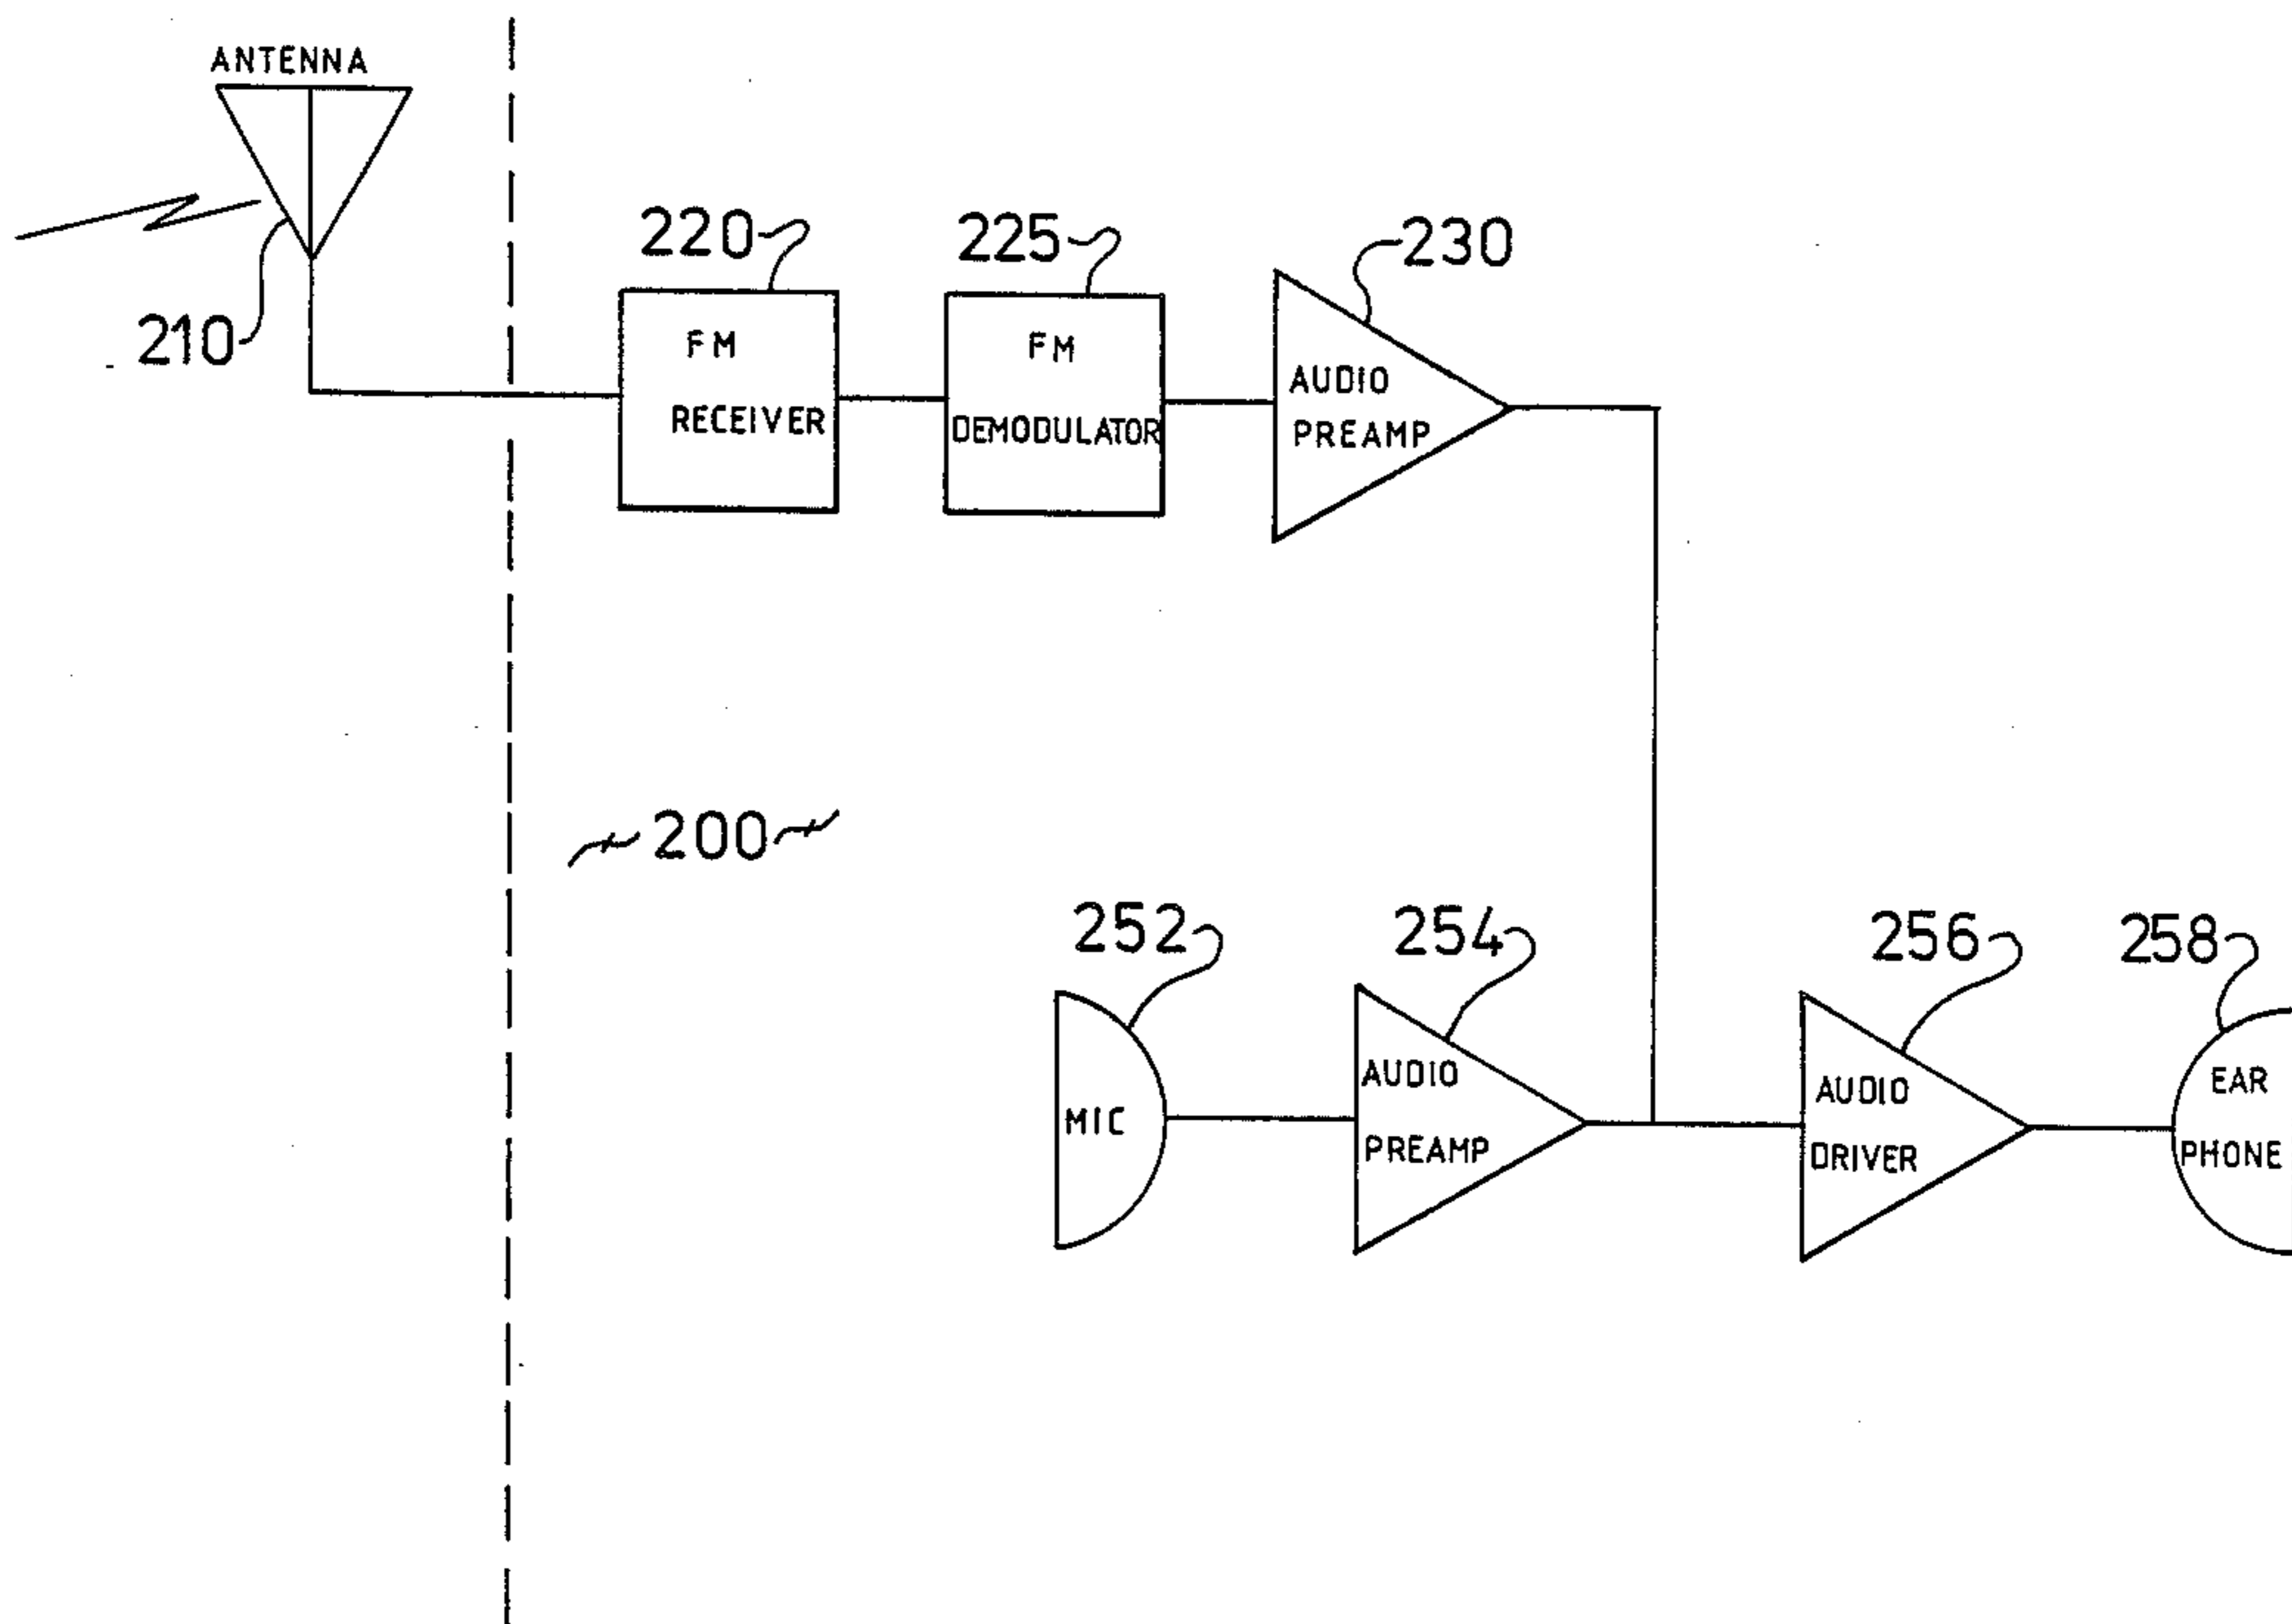 ANTENNA
210
220
225
230
FM
RECEIVER
FM
DEMODULATOR
AUDIO
PREAMP
200
252
254
256
258
MIC
AUDIO
PREAMP
AUDIO
DRIVER
EAR
PHONE